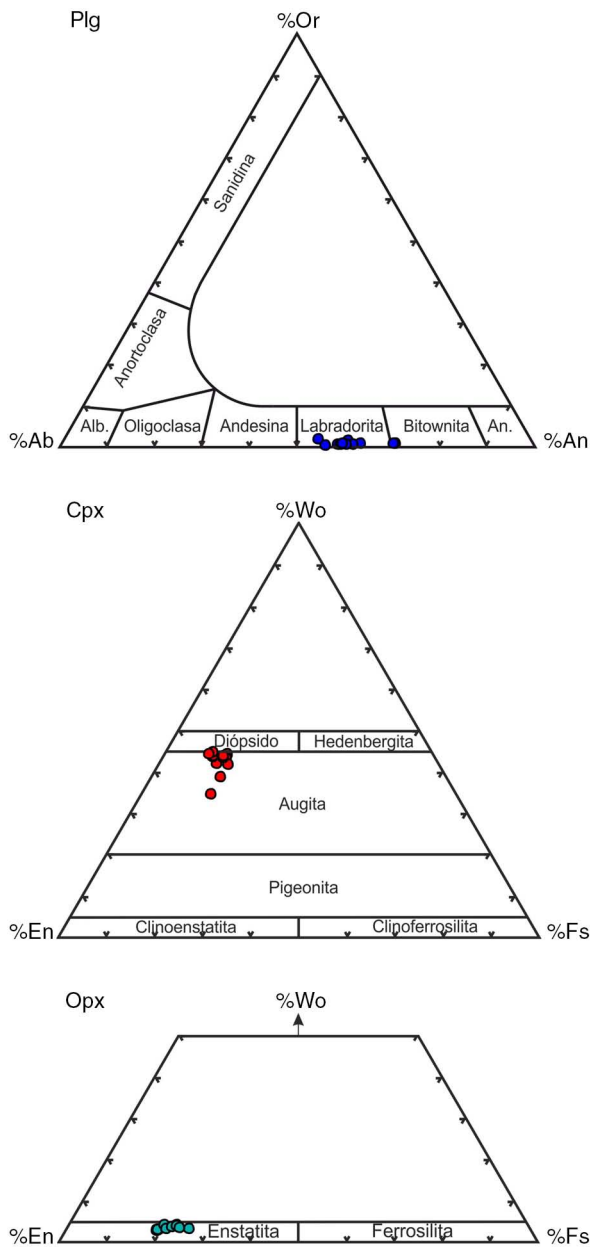 Plg
%Or
Sanidina
Anortoclasa
Alb. Oligoclasa Andesina Labradorita Bitownita An.
%Ab %An
Cpx
%Wo
Diópsido Hedenbergita
Augita
Pigeonita
Clinoenstatita Clinoferrosilita
%En %Fs
Opx
%Wo
Enstatita Ferrosilita
%En %Fs